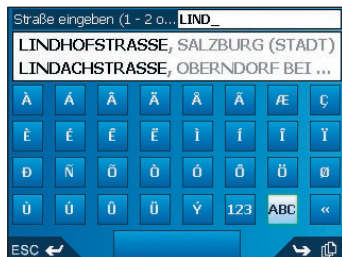 Straße eingeben (1 - 2 o... LIND_
LINDHOFSTRASSE, SALZBURG (STADT)
LINDACHSTRASSE, OBERNDORF BEI ...
À Á Â Ä Å Ã Æ Ç
È É Ê Ë Ì Í Î Ï
Ð Ñ Õ Ò Ó Ô Ö Ø
Ù Ú Û Ü Ý 123 ABC «
ESC